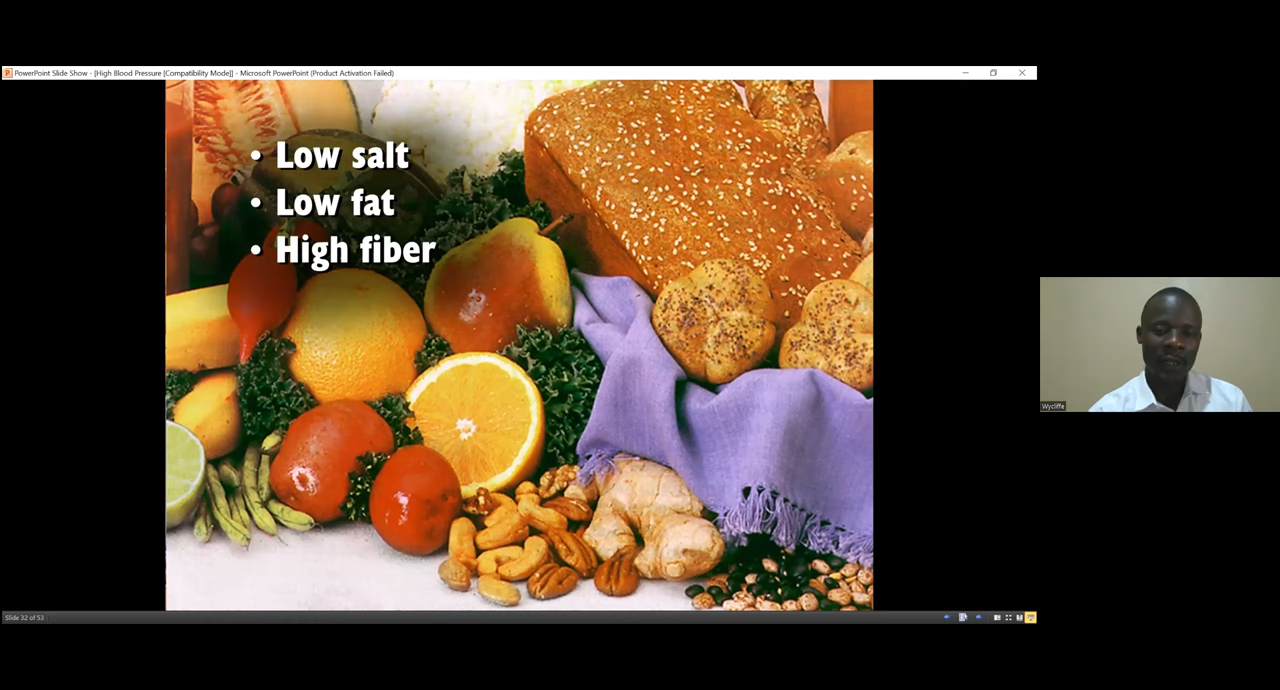 PowerPoint Slide Show - [High Blood Pressure [Compatibility Mode]] - Microsoft PowerPoint (Product Activation Failed)
• Low salt
• Low fat
• High fiber
Wycliffe
Slide 32 of 53